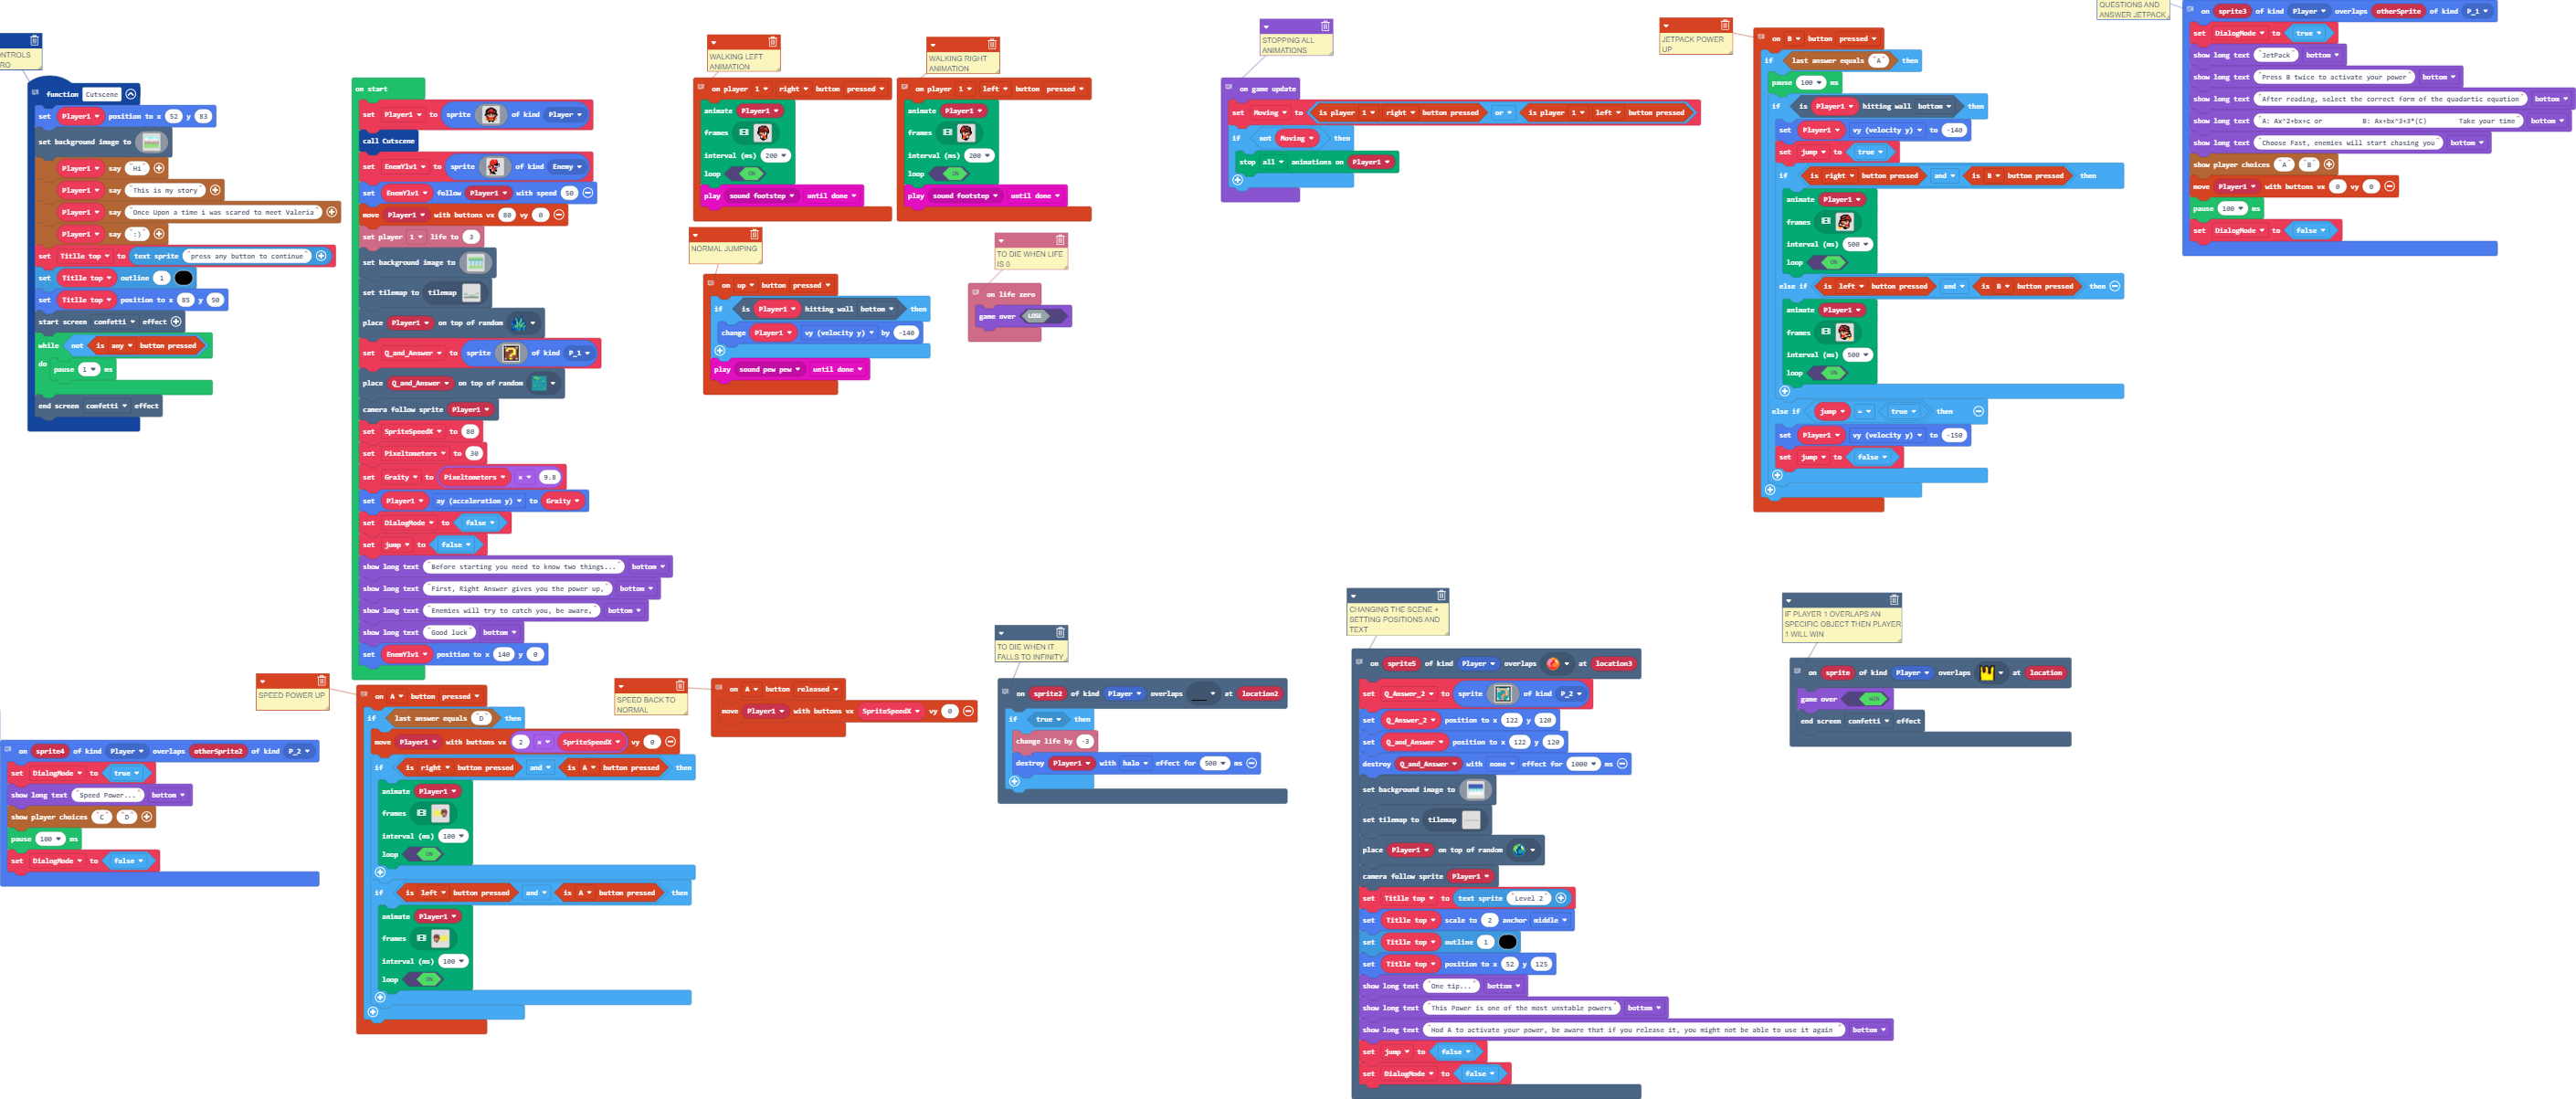 ONTROLS
RO
function Cutscene
set Player1 position to x 52 y 83
set background image to
Player1 say "Hi"
Player1 say "This is my story"
Player1 say "Once Upon a time i was scared to meet Valeria"
Player1 say ":)"
set Titlle top to text sprite "press any button to continue"
set Titlle top outline 1
set Titlle top position to x 85 y 50
start screen confetti effect
while not is any button pressed
do
pause 1 ms
end screen confetti effect
on start
set Player1 to sprite of kind Player
call Cutscene
set EnemYlv1 to sprite of kind Enemy
set EnemYlv1 follow Player1 with speed 50
move Player1 with buttons vx 80 vy 0
set player 1 life to 3
set background image to
set tilemap to tilemap
place Player1 on top of random
set Q_and_Answer to sprite of kind P_1
place Q_and_Answer on top of random
camera follow sprite Player1
set SpriteSpeedX to 80
set Pixeltometers to 30
set Graity to Pixeltometers × 9.8
set Player1 ay (acceleration y) to Graity
set DialogMode to false
set jump to false
show long text "Before starting you need to know two things..." bottom
show long text "First, Right Answer gives you the power up," bottom
show long text "Enemies will try to catch you, be aware," bottom
show long text "Good luck" bottom
set EnemYlv1 position to x 140 y 0
WALKING LEFT
ANIMATION
on player 1 right button pressed
animate Player1
frames
interval (ms) 200
loop ON
play sound footstep until done
WALKING RIGHT
ANIMATION
on player 1 left button pressed
animate Player1
frames
interval (ms) 200
loop ON
play sound footstep until done
NORMAL JUMPING
on up button pressed
if is Player1 hitting wall bottom then
change Player1 vy (velocity y) by -140
play sound pew pew until done
TO DIE WHEN LIFE
IS 0
on life zero
game over LOSE
STOPPING ALL
ANIMATIONS
on game update
set Moving to is player 1 right button pressed or is player 1 left button pressed
if not Moving then
stop all animations on Player1
JETPACK POWER
UP
on B button pressed
if last answer equals "A" then
pause 100 ms
if is Player1 hitting wall bottom then
set Player1 vy (velocity y) to -140
set jump to true
if is right button pressed and is B button pressed then
animate Player1
frames
interval (ms) 500
loop ON
else if is left button pressed and is B button pressed then
animate Player1
frames
interval (ms) 500
loop ON
else if jump = true then
set Player1 vy (velocity y) to -150
set jump to false
QUESTIONS AND
ANSWER JETPACK
on sprite3 of kind Player overlaps otherSprite of kind P_1
set DialogMode to true
show long text "JetPack" bottom
show long text "Press B twice to activate your power" bottom
show long text "After reading, select the correct form of the quadartic equation" bottom
show long text "A: Ax^2+bx+c or B: Ax+bx^3+3*(C) Take your time" bottom
show long text "Choose Fast, enemies will start chasing you" bottom
show player choices "A" "B"
move Player1 with buttons vx 0 vy 0
pause 100 ms
set DialogMode to false
on sprite4 of kind Player overlaps otherSprite2 of kind P_2
set DialogMode to true
show long text "Speed Power..." bottom
show player choices "C" "D"
pause 100 ms
set DialogMode to false
SPEED POWER UP
on A button pressed
if last answer equals "D" then
move Player1 with buttons vx 2 × SpriteSpeedX vy 0
if is right button pressed and is A button pressed then
animate Player1
frames
interval (ms) 100
loop ON
if is left button pressed and is A button pressed then
animate Player1
frames
interval (ms) 100
loop ON
SPEED BACK TO
NORMAL
on A button released
move Player1 with buttons vx SpriteSpeedX vy 0
TO DIE WHEN IT
FALLS TO INFINITY
on sprite2 of kind Player overlaps at location2
if true then
change life by -3
destroy Player1 with halo effect for 500 ms
CHANGING THE SCENE +
SETTING POSITIONS AND
TEXT
on sprite5 of kind Player overlaps at location3
set Q_Answer_2 to sprite of kind P_2
set Q_Answer_2 position to x 122 y 120
set Q_and_Answer position to x 122 y 120
destroy Q_and_Answer with none effect for 1000 ms
set background image to
set tilemap to tilemap
place Player1 on top of random
camera follow sprite Player1
set Titlle top to text sprite "Level 2"
set Titlle top scale to 2 anchor middle
set Titlle top outline 1
set Titlle top position to x 52 y 125
show long text "One tip..." bottom
show long text "This Power is one of the most unstable powers" bottom
show long text "Hod A to activate your power, be aware that if you release it, you might not be able to use it again " bottom
set jump to false
set DialogMode to false
IF PLAYER 1 OVERLAPS AN
SPECIFIC OBJECT THEN PLAYER
1 WILL WIN
on sprite of kind Player overlaps at location
game over WIN
end screen confetti effect